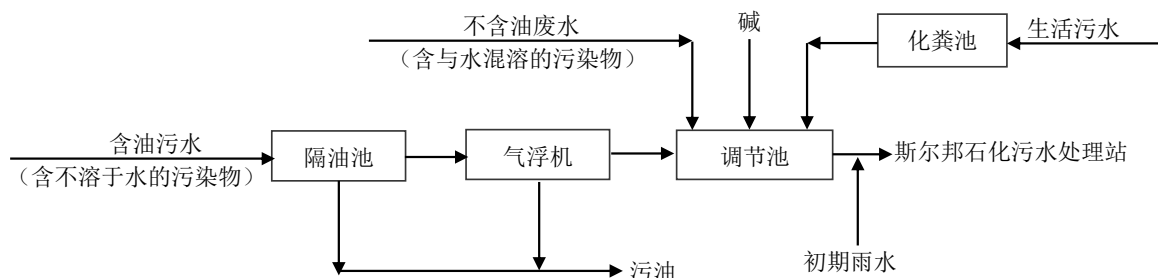 不含油废水
（含与水混溶的污染物）
碱
化粪池
生活污水
含油污水
（含不溶于水的污染物）
隔油池
气浮机
调节池
斯尔邦石化污水处理站
污油
初期雨水